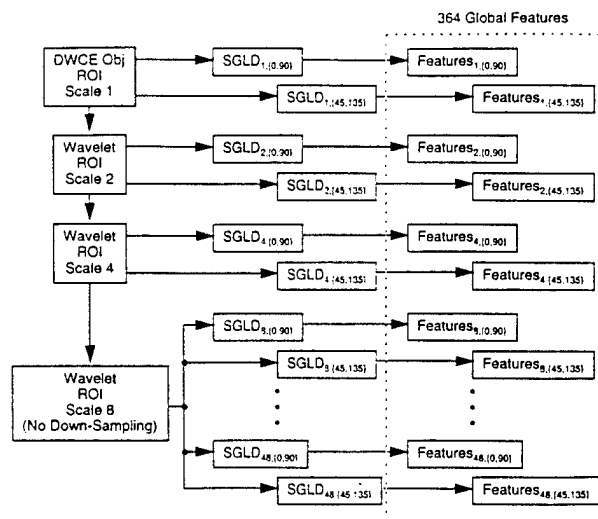 364 Global Features
DWCE Obj
ROI
Scale 1
SGLD1,{0,90}
Features1,{0,90}
SGLD1,{45,135}
Features1,{45,135}
Wavelet
ROI
Scale 2
SGLD2,{0,90}
Features2,{0,90}
SGLD2,{45,135}
Features2,{45,135}
Wavelet
ROI
Scale 4
SGLD4,{0,90}
Features4,{0,90}
SGLD4,{45,135}
Features4,{45,135}
Wavelet
ROI
Scale 8
(No Down-Sampling)
SGLD8,{0,90}
Features8,{0,90}
SGLD8,{45,135}
Features8,{45,135}
SGLD48,{0,90}
Features48,{0,90}
SGLD48,{45,135}
Features48,{45,135}